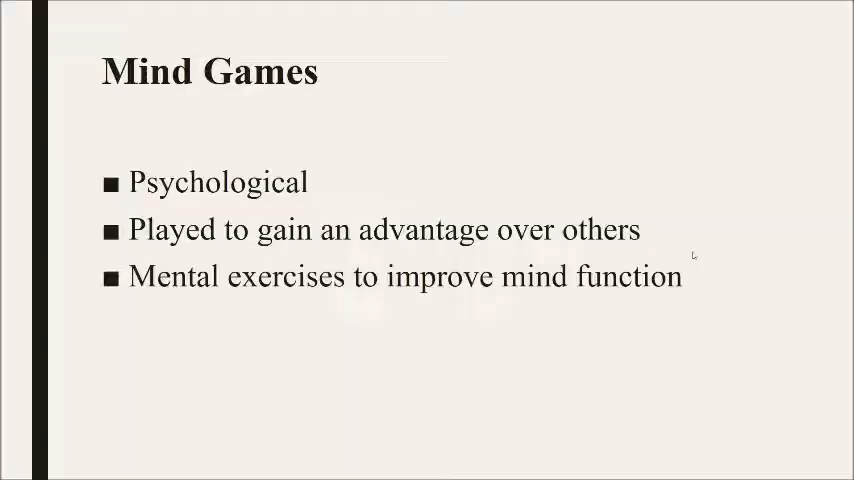 Mind Games
■ Psychological
■ Played to gain an advantage over others
■ Mental exercises to improve mind function